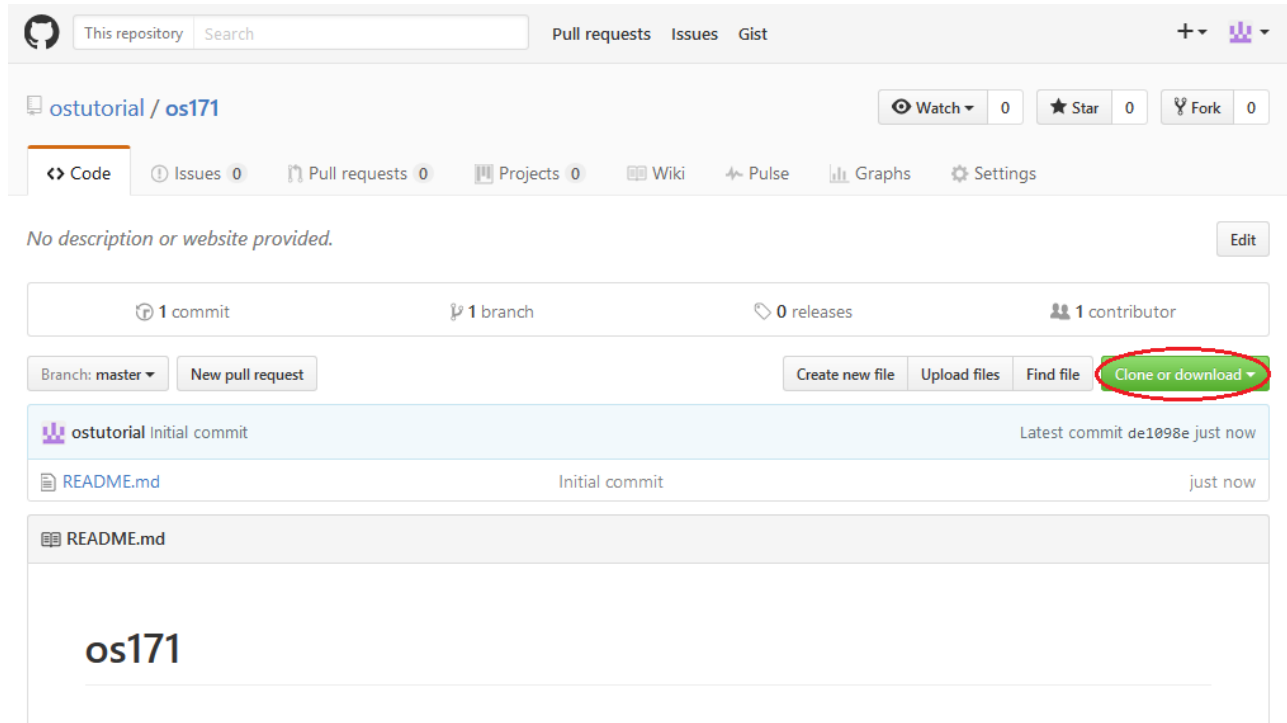 This repository Search Pull requests Issues Gist
ostutorial / os171 Watch 0 Star 0 Fork 0
Code Issues 0 Pull requests 0 Projects 0 Wiki Pulse Graphs Settings
No description or website provided. Edit
1 commit 1 branch 0 releases 1 contributor
Branch: master New pull request Create new file Upload files Find file Clone or download
ostutorial Initial commit Latest commit de1098e just now
README.md Initial commit just now
README.md
os171